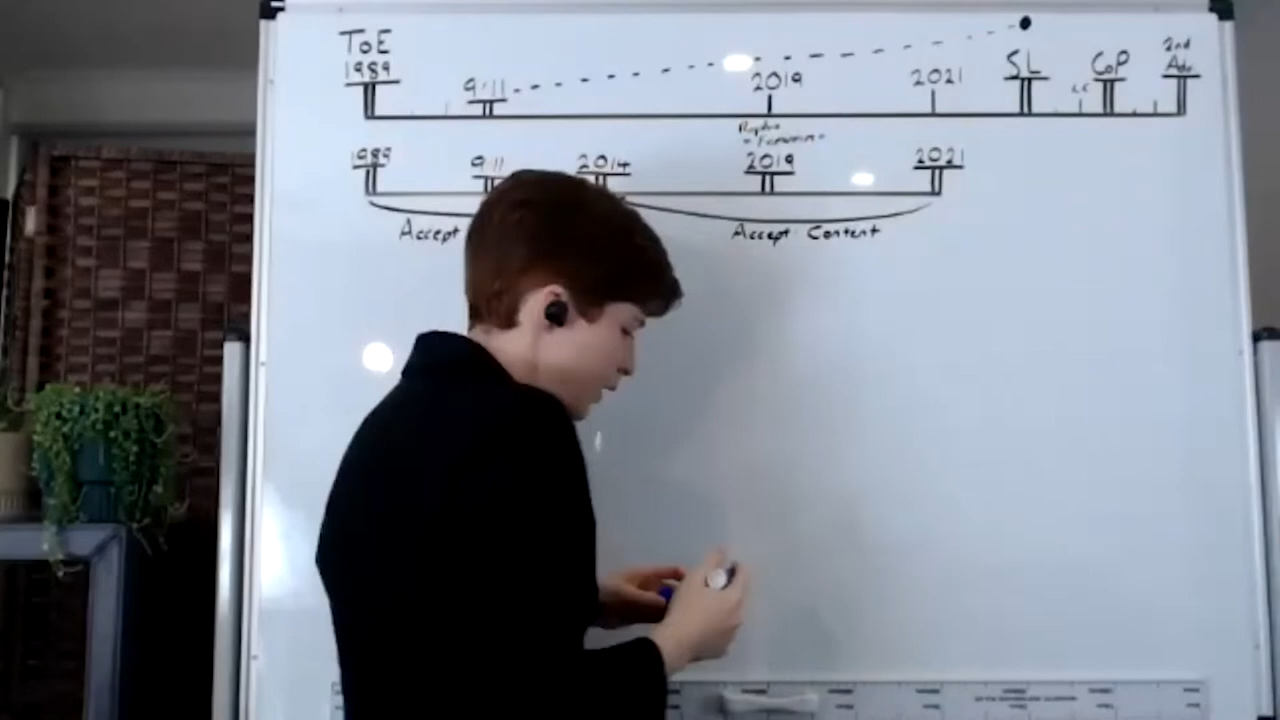 ToE
1989
9:11
2019
2021
SL
CoP
2nd
Adv.
1989
9:11
2014
2019
2021
Accept
Accept Content